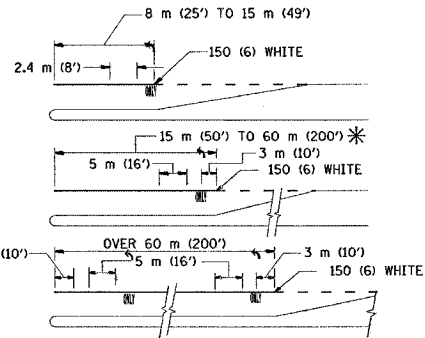 8 m (25') TO 15 m (49')
150 (6) WHITE
2.4 m (8')
ONLY
15 m (50') TO 60 m (200') ✳
5 m (16')
3 m (10')
150 (6) WHITE
ONLY
OVER 60 m (200')
(10')
5 m (16')
3 m (10')
150 (6) WHITE
ONLY
ONLY